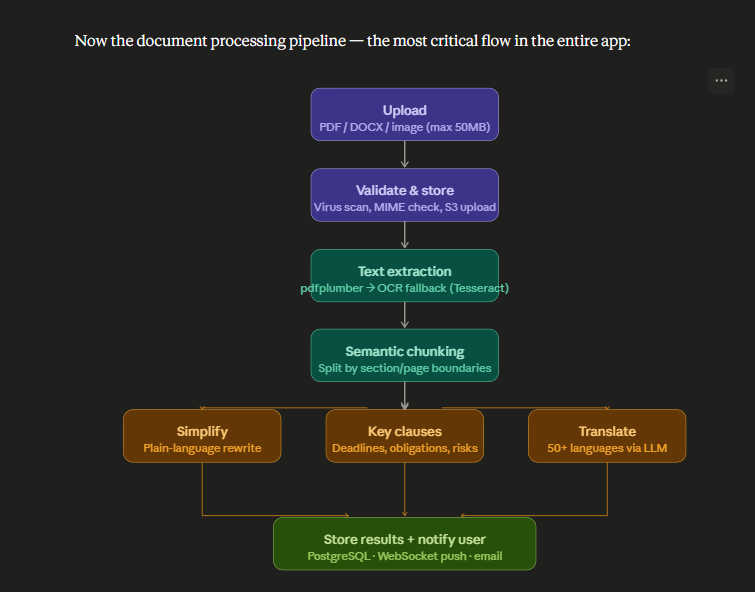 Now the document processing pipeline — the most critical flow in the entire app:
Upload
PDF / DOCX / image (max 50MB)
Validate & store
Virus scan, MIME check, S3 upload
Text extraction
pdfplumber → OCR fallback (Tesseract)
Semantic chunking
Split by section/page boundaries
Simplify
Plain-language rewrite
Key clauses
Deadlines, obligations, risks
Translate
50+ languages via LLM
Store results + notify user
PostgreSQL · WebSocket push · email